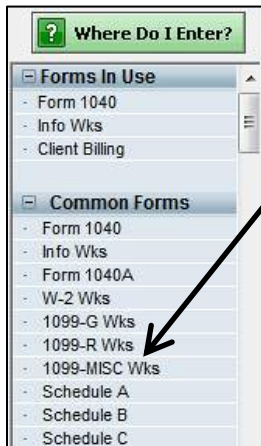 ? Where Do I Enter?
Forms In Use
Form 1040
Info Wks
Client Billing
Common Forms
Form 1040
Info Wks
Form 1040A
W-2 Wks
1099-G Wks
1099-R Wks
1099-MISC Wks
Schedule A
Schedule B
Schedule C